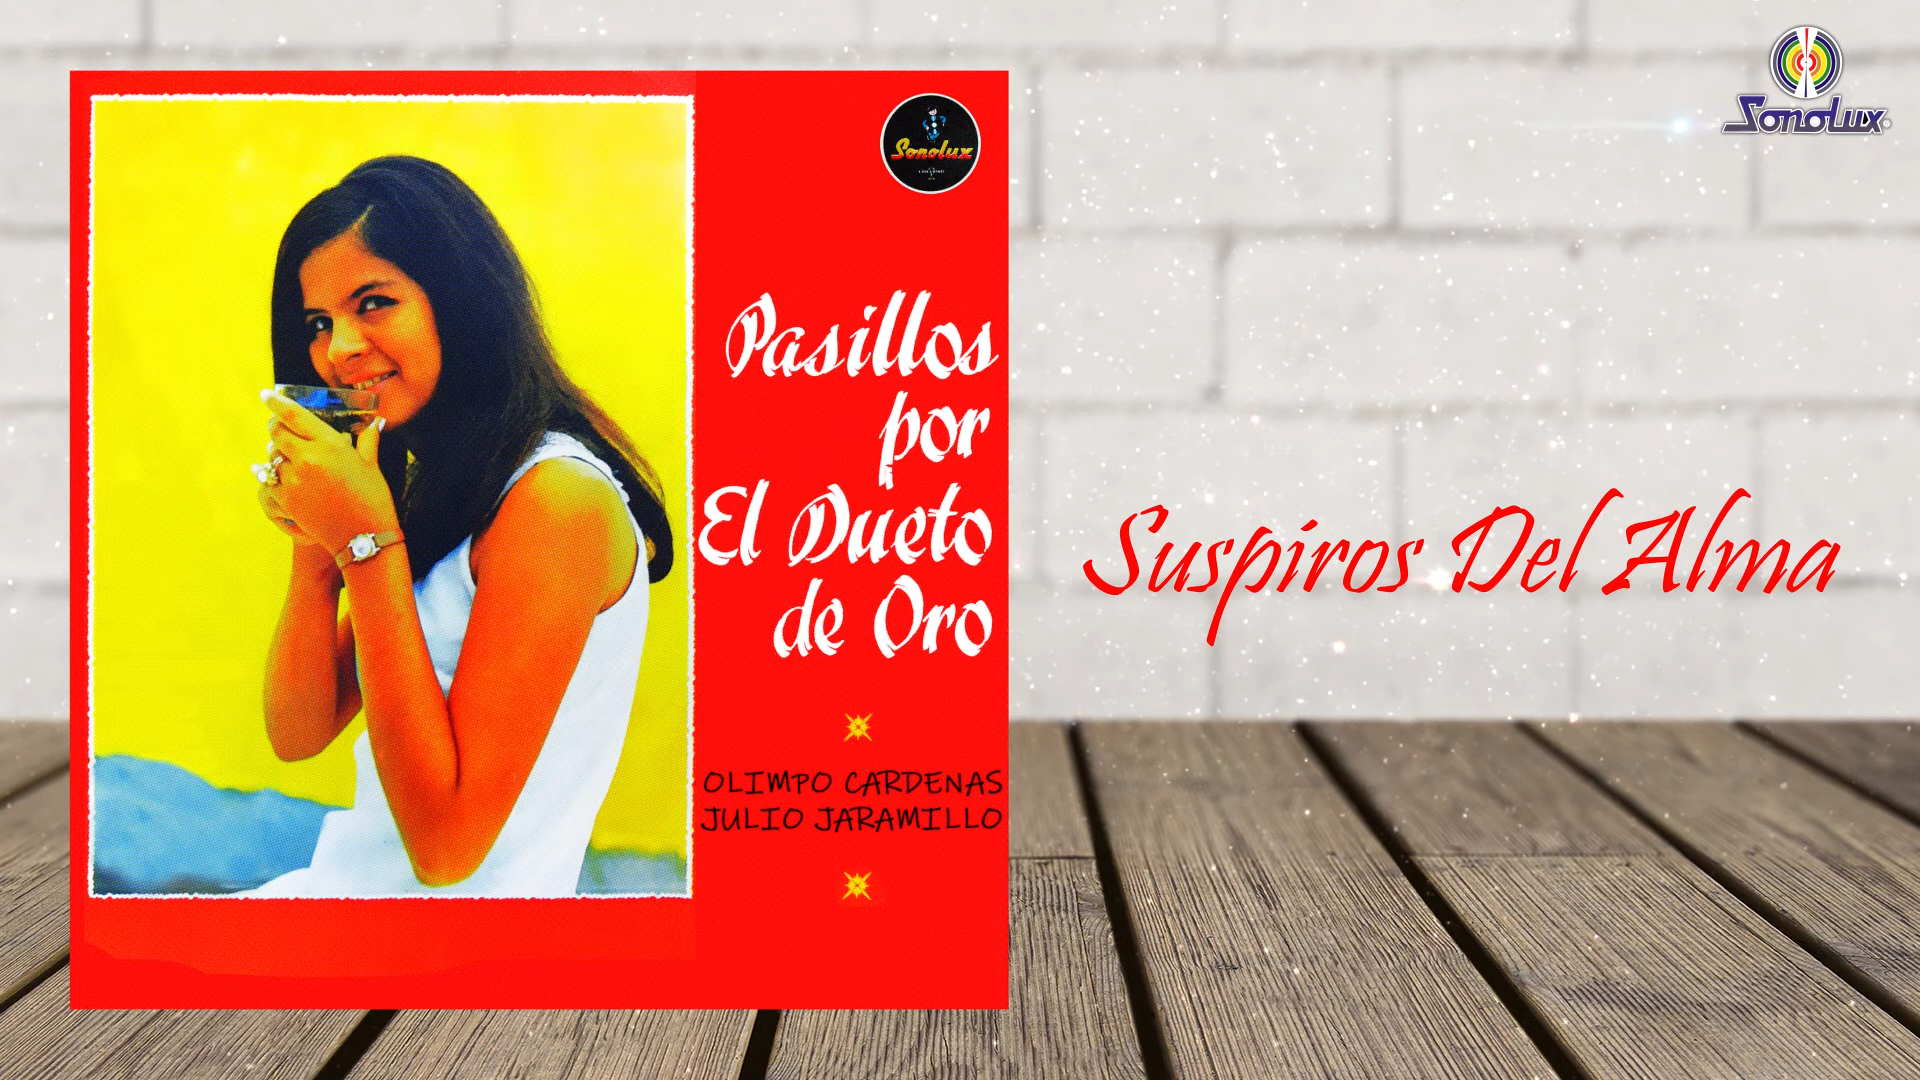 Sonolux
Pasillos
por
El Dueto
de Oro
OLIMPO CARDENAS
JULIO JARAMILLO
SonoLux
Suspiros Del Alma